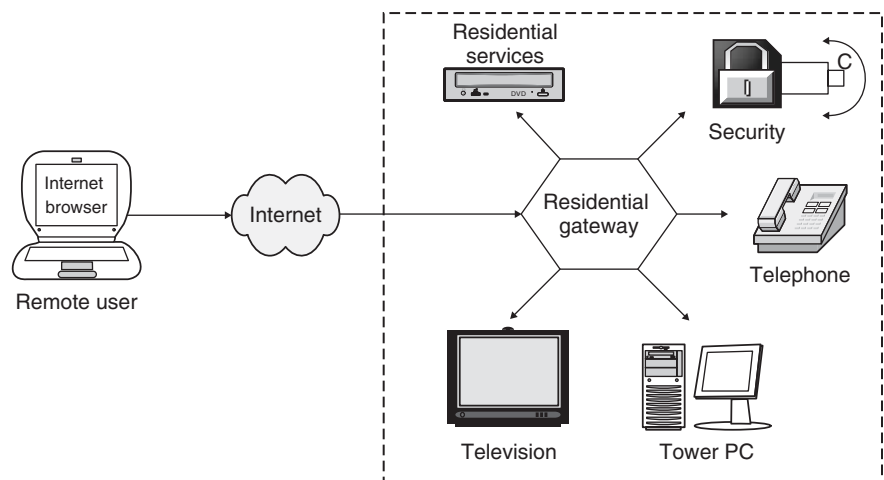 Residential
services
DVD
C
Security
Internet
browser
Internet
Residential
gateway
Remote user
Telephone
Television
Tower PC